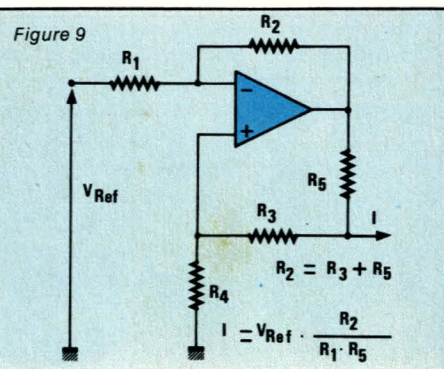 Figure 9
R2
R1
−
+
VRef
R5
R3
I
R2 = R3 + R5
R4
I = VRef · R2 / R1 · R5